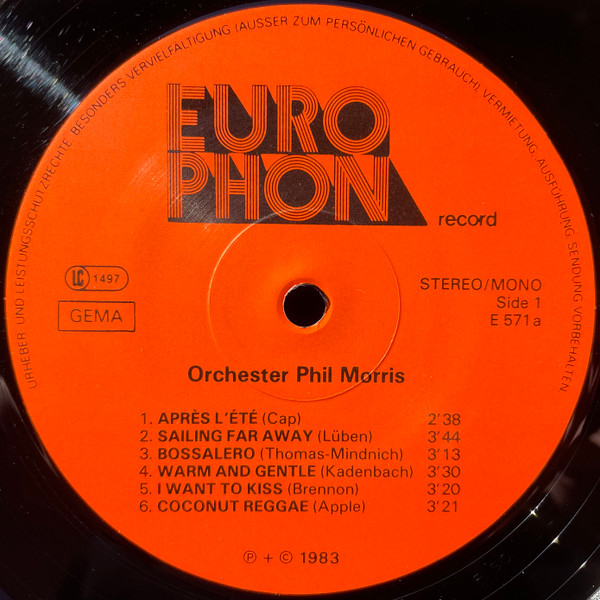 URHEBER UND LEISTUNGSSCHUTZRECHTE BESONDERS VERVIELFÄLTIGUNG (AUSSER ZUM PERSÖNLICHEN GEBRAUCH) VERMIETUNG, AUSFÜHRUNG, SENDUNG VORBEHALTEN
EURO
PHON
record
LC 1497
GEMA
STEREO/MONO
Side 1
E 571a
Orchester Phil Morris
1. APRÈS L'ÉTÉ (Cap) 2'38
2. SAILING FAR AWAY (Lüben) 3'44
3. BOSSALERO (Thomas-Mindnich) 3'13
4. WARM AND GENTLE (Kadenbach) 3'30
5. I WANT TO KISS (Brennon) 3'20
6. COCONUT REGGAE (Apple) 3'21
℗ + © 1983